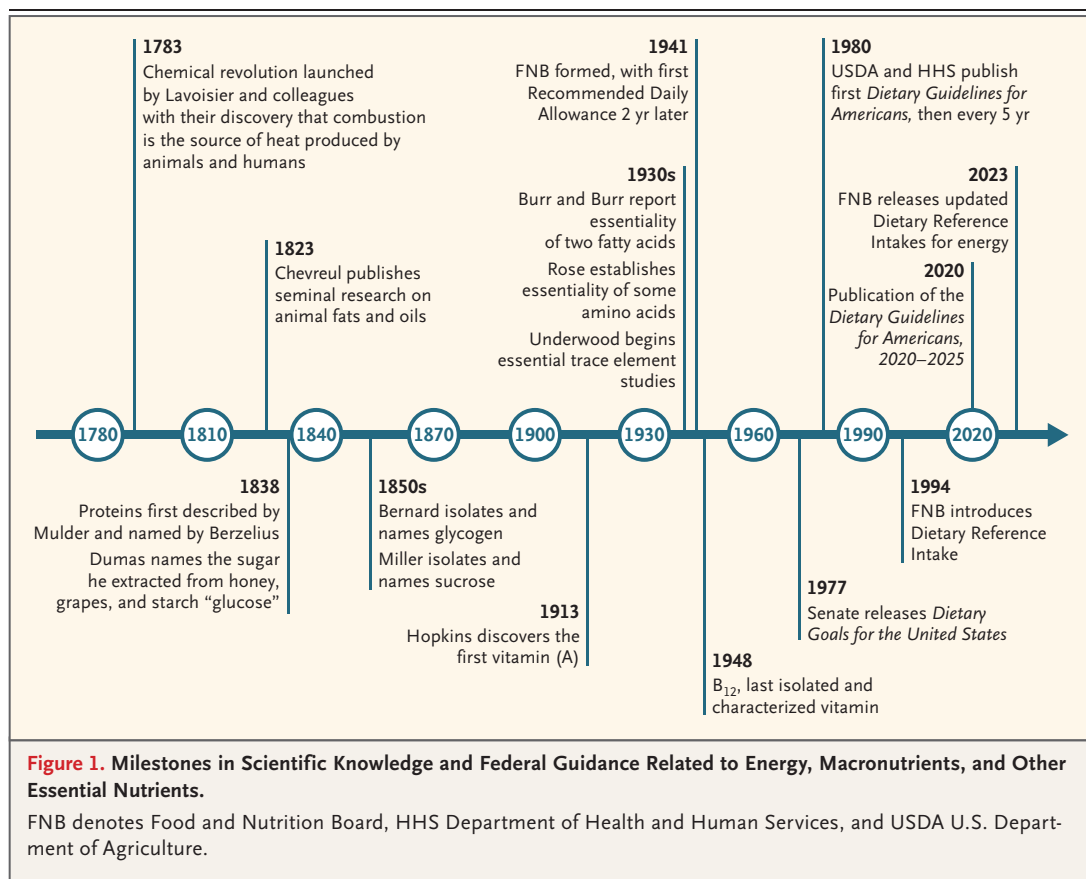 1783
Chemical revolution launched
by Lavoisier and colleagues
with their discovery that combustion
is the source of heat produced by
animals and humans
1823
Chevreul publishes
seminal research on
animal fats and oils
1941
FNB formed, with first
Recommended Daily
Allowance 2 yr later
1930s
Burr and Burr report
essentiality
of two fatty acids
Rose establishes
essentiality of some
amino acids
Underwood begins
essential trace element
studies
1980
USDA and HHS publish
first Dietary Guidelines for
Americans, then every 5 yr
2023
FNB releases updated
Dietary Reference
Intakes for energy
2020
Publication of the
Dietary Guidelines
for Americans,
2020–2025
1780 1810 1840 1870 1900 1930 1960 1990 2020
1838
Proteins first described by
Mulder and named by Berzelius
Dumas names the sugar
he extracted from honey,
grapes, and starch “glucose”
1850s
Bernard isolates and
names glycogen
Miller isolates and
names sucrose
1913
Hopkins discovers the
first vitamin (A)
1948
B12, last isolated and
characterized vitamin
1977
Senate releases Dietary
Goals for the United States
1994
FNB introduces
Dietary Reference
Intake
Figure 1. Milestones in Scientific Knowledge and Federal Guidance Related to Energy, Macronutrients, and Other
Essential Nutrients.
FNB denotes Food and Nutrition Board, HHS Department of Health and Human Services, and USDA U.S. Depart-
ment of Agriculture.